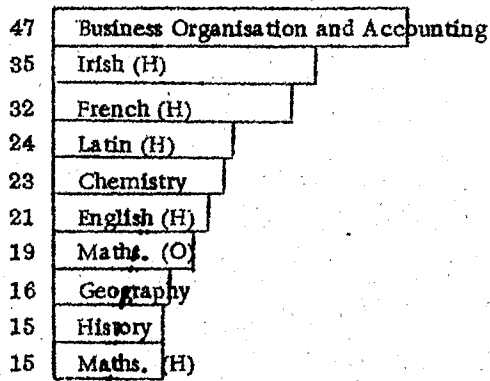 47 Business Organisation and Accounting
35 Irish (H)
32 French (H)
24 Latin (H)
23 Chemistry
21 English (H)
19 Maths. (O)
16 Geography
15 History
15 Maths. (H)